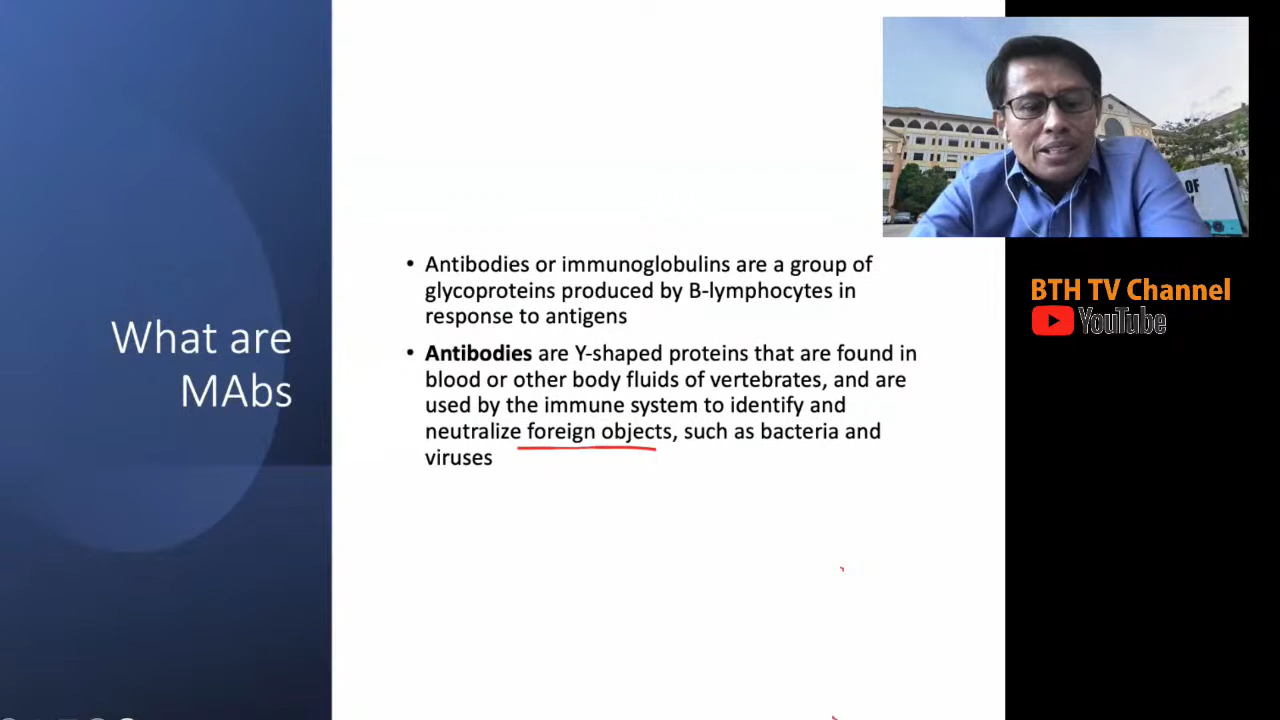 What are
MAbs
• Antibodies or immunoglobulins are a group of
glycoproteins produced by B-lymphocytes in
response to antigens
• Antibodies are Y-shaped proteins that are found in
blood or other body fluids of vertebrates, and are
used by the immune system to identify and
neutralize foreign objects, such as bacteria and
viruses
OF
BTH TV Channel
YouTube